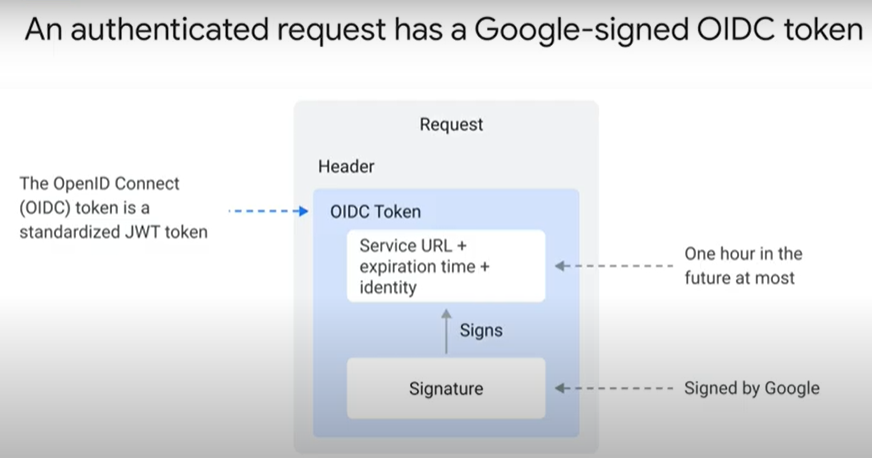 An authenticated request has a Google-signed OIDC token
Request
Header
The OpenID Connect
(OIDC) token is a
standardized JWT token
OIDC Token
Service URL +
expiration time +
identity
One hour in the
future at most
Signs
Signature
Signed by Google